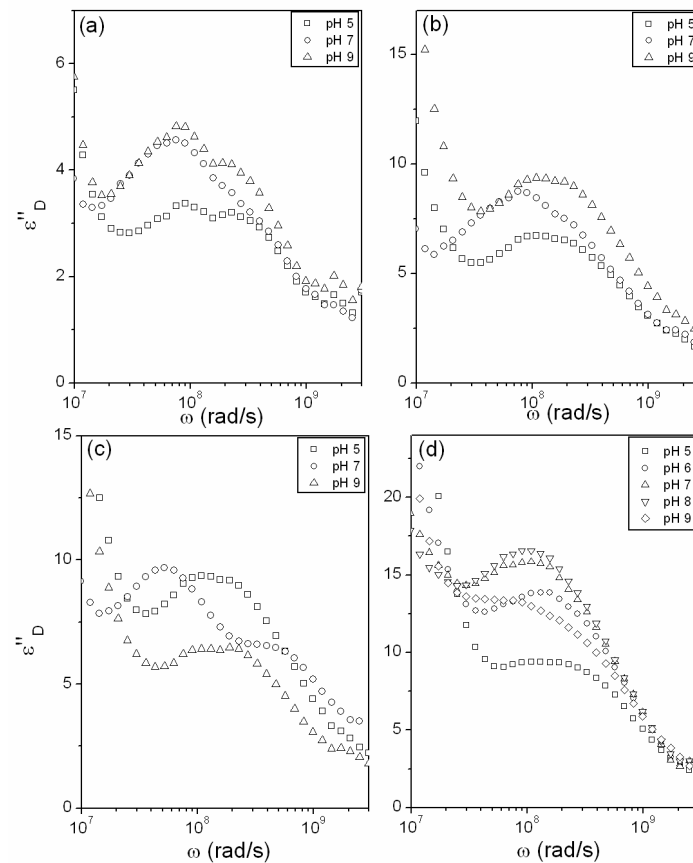 (a)
pH 5
pH 7
pH 9
6
4
2
0
ε''D
10^7
10^8
10^9
ω (rad/s)
(b)
pH 5
pH 7
pH 9
15
10
5
0
10^7
10^8
10^9
ω (rad/s)
(c)
pH 5
pH 7
pH 9
15
10
5
0
ε''D
10^7
10^8
10^9
ω (rad/s)
(d)
pH 5
pH 6
pH 7
pH 8
pH 9
20
15
10
5
0
10^7
10^8
10^9
ω (rad/s)